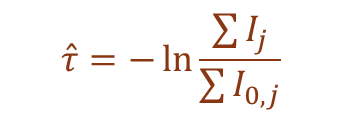 τ̂ = − ln ∑ I_j / ∑ I_{0,j}